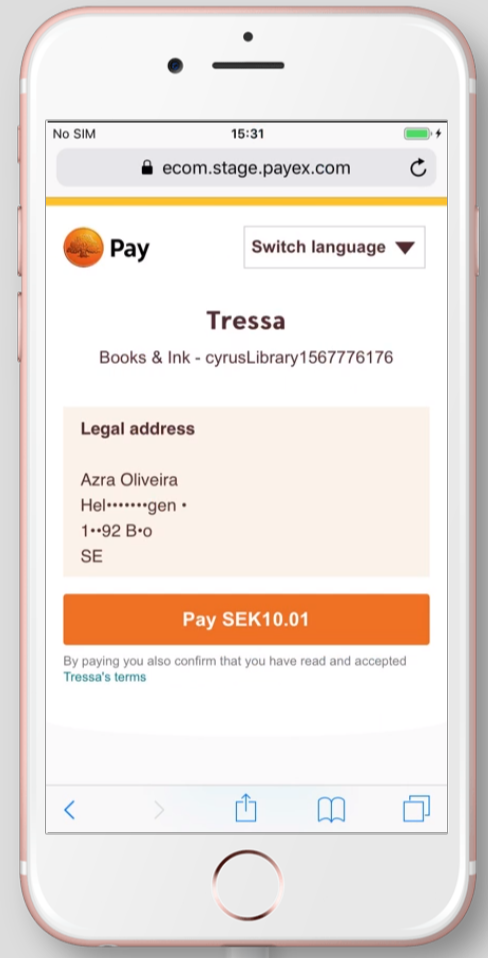 No SIM
15:31
ecom.stage.payex.com
Pay
Switch language
Tressa
Books & Ink - cyrusLibrary1567776176
Legal address
Azra Oliveira
Hel•••••••gen •
1••92 B•o
SE
Pay SEK10.01
By paying you also confirm that you have read and accepted
Tressa's terms